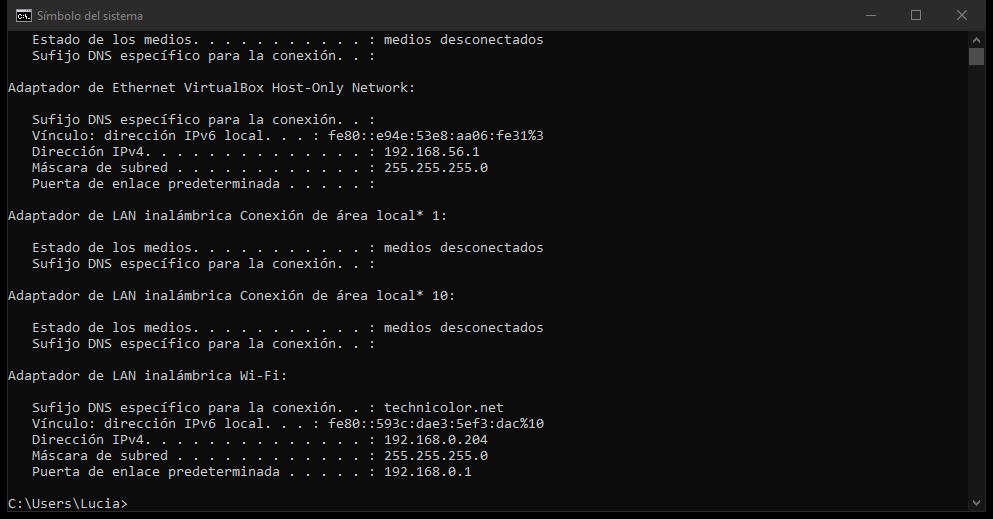 Símbolo del sistema
Estado de los medios. . . . . . . . . . . : medios desconectados
Sufijo DNS específico para la conexión. . :
Adaptador de Ethernet VirtualBox Host-Only Network:
Sufijo DNS específico para la conexión. . :
Vínculo: dirección IPv6 local. . . : fe80::e94e:53e8:aa06:fe31%3
Dirección IPv4. . . . . . . . . . . . . . : 192.168.56.1
Máscara de subred . . . . . . . . . . . . : 255.255.255.0
Puerta de enlace predeterminada . . . . . :
Adaptador de LAN inalámbrica Conexión de área local* 1:
Estado de los medios. . . . . . . . . . . : medios desconectados
Sufijo DNS específico para la conexión. . :
Adaptador de LAN inalámbrica Conexión de área local* 10:
Estado de los medios. . . . . . . . . . . : medios desconectados
Sufijo DNS específico para la conexión. . :
Adaptador de LAN inalámbrica Wi-Fi:
Sufijo DNS específico para la conexión. . : technicolor.net
Vínculo: dirección IPv6 local. . . : fe80::593c:dae3:5ef3:dac%10
Dirección IPv4. . . . . . . . . . . . . . : 192.168.0.204
Máscara de subred . . . . . . . . . . . . : 255.255.255.0
Puerta de enlace predeterminada . . . . . : 192.168.0.1
C:\Users\Lucia>